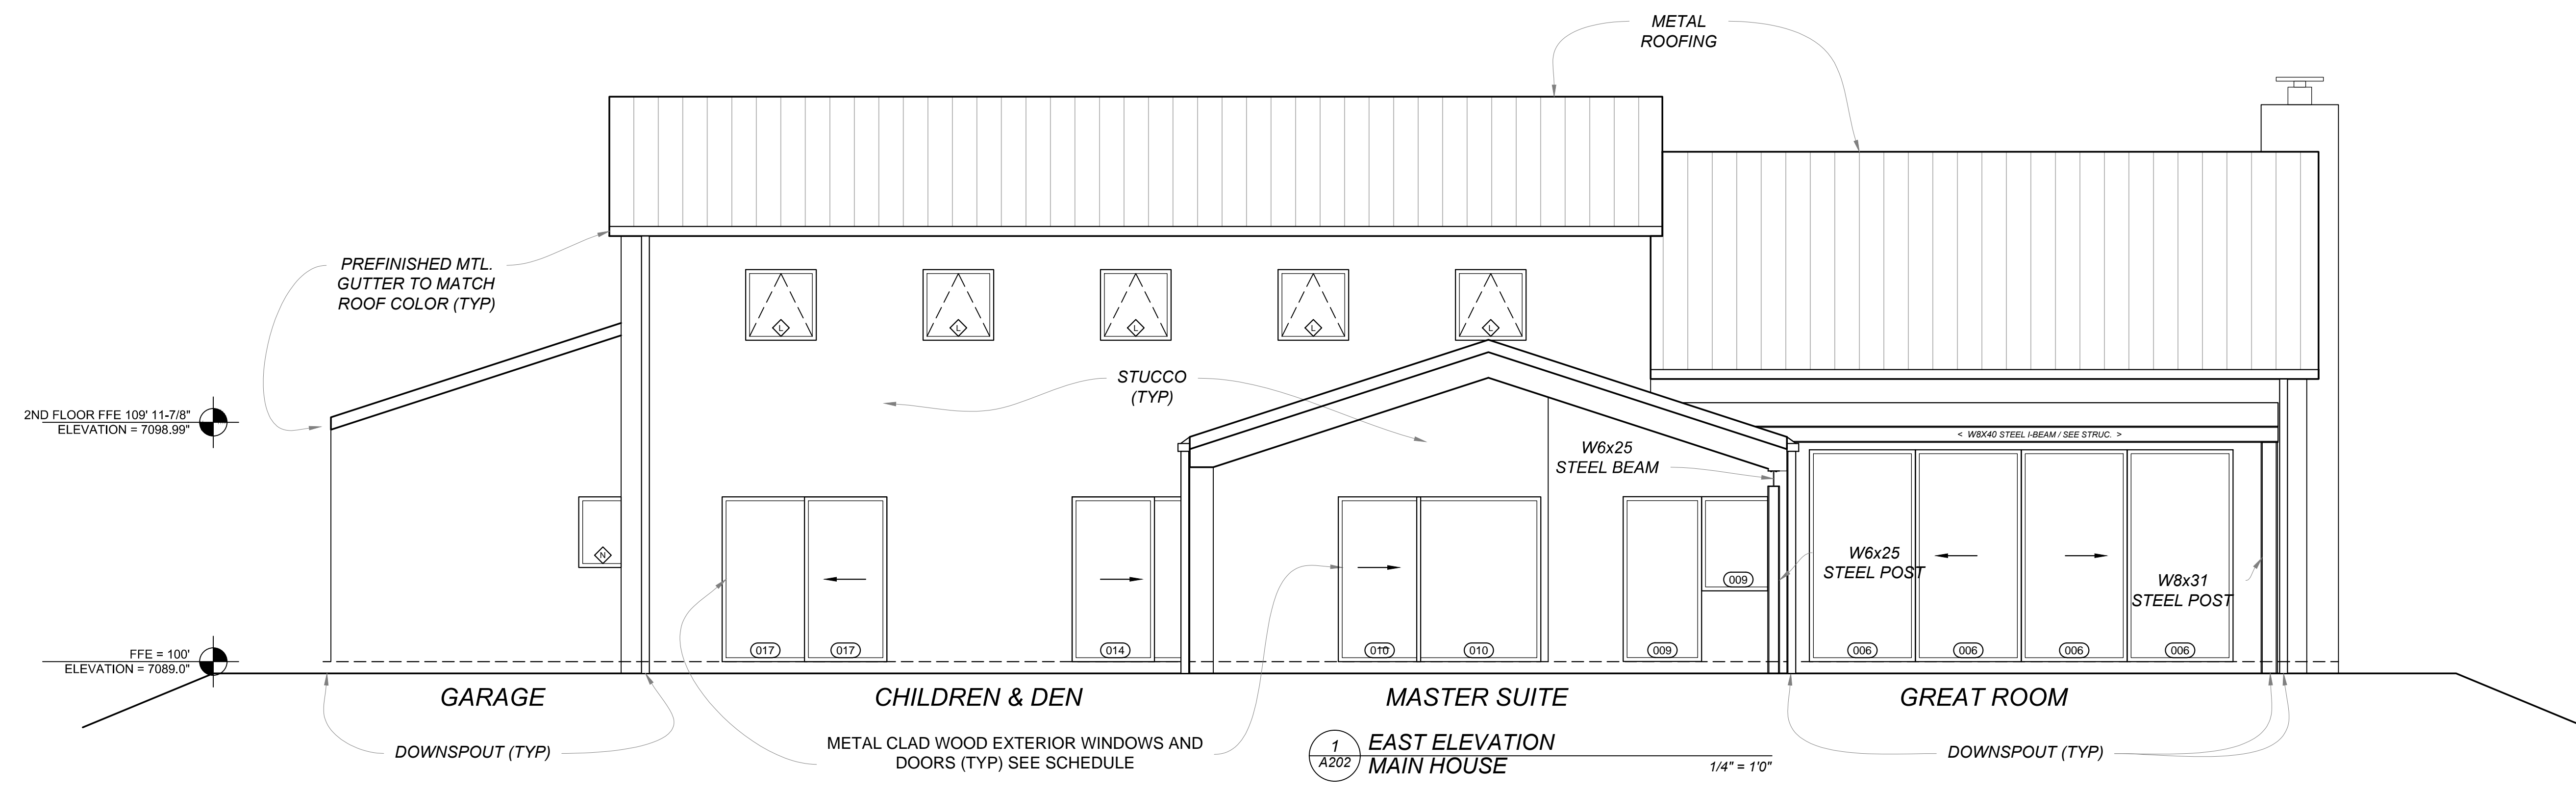 METAL
ROOFING
PREFINISHED MTL.
GUTTER TO MATCH
ROOF COLOR (TYP)
L
L
L
L
L
STUCCO
(TYP)
2ND FLOOR FFE 109' 11-7/8"
ELEVATION = 7098.99"
< W8X40 STEEL I-BEAM / SEE STRUC. >
W6x25
STEEL BEAM
N
W6x25
STEEL POST
W8x31
STEEL POST
009
017
017
014
010
010
009
006
006
006
006
FFE = 100'
ELEVATION = 7089.0"
GARAGE
CHILDREN & DEN
MASTER SUITE
GREAT ROOM
DOWNSPOUT (TYP)
METAL CLAD WOOD EXTERIOR WINDOWS AND
DOORS (TYP) SEE SCHEDULE
1
A202
EAST ELEVATION
MAIN HOUSE
1/4" = 1'0"
DOWNSPOUT (TYP)